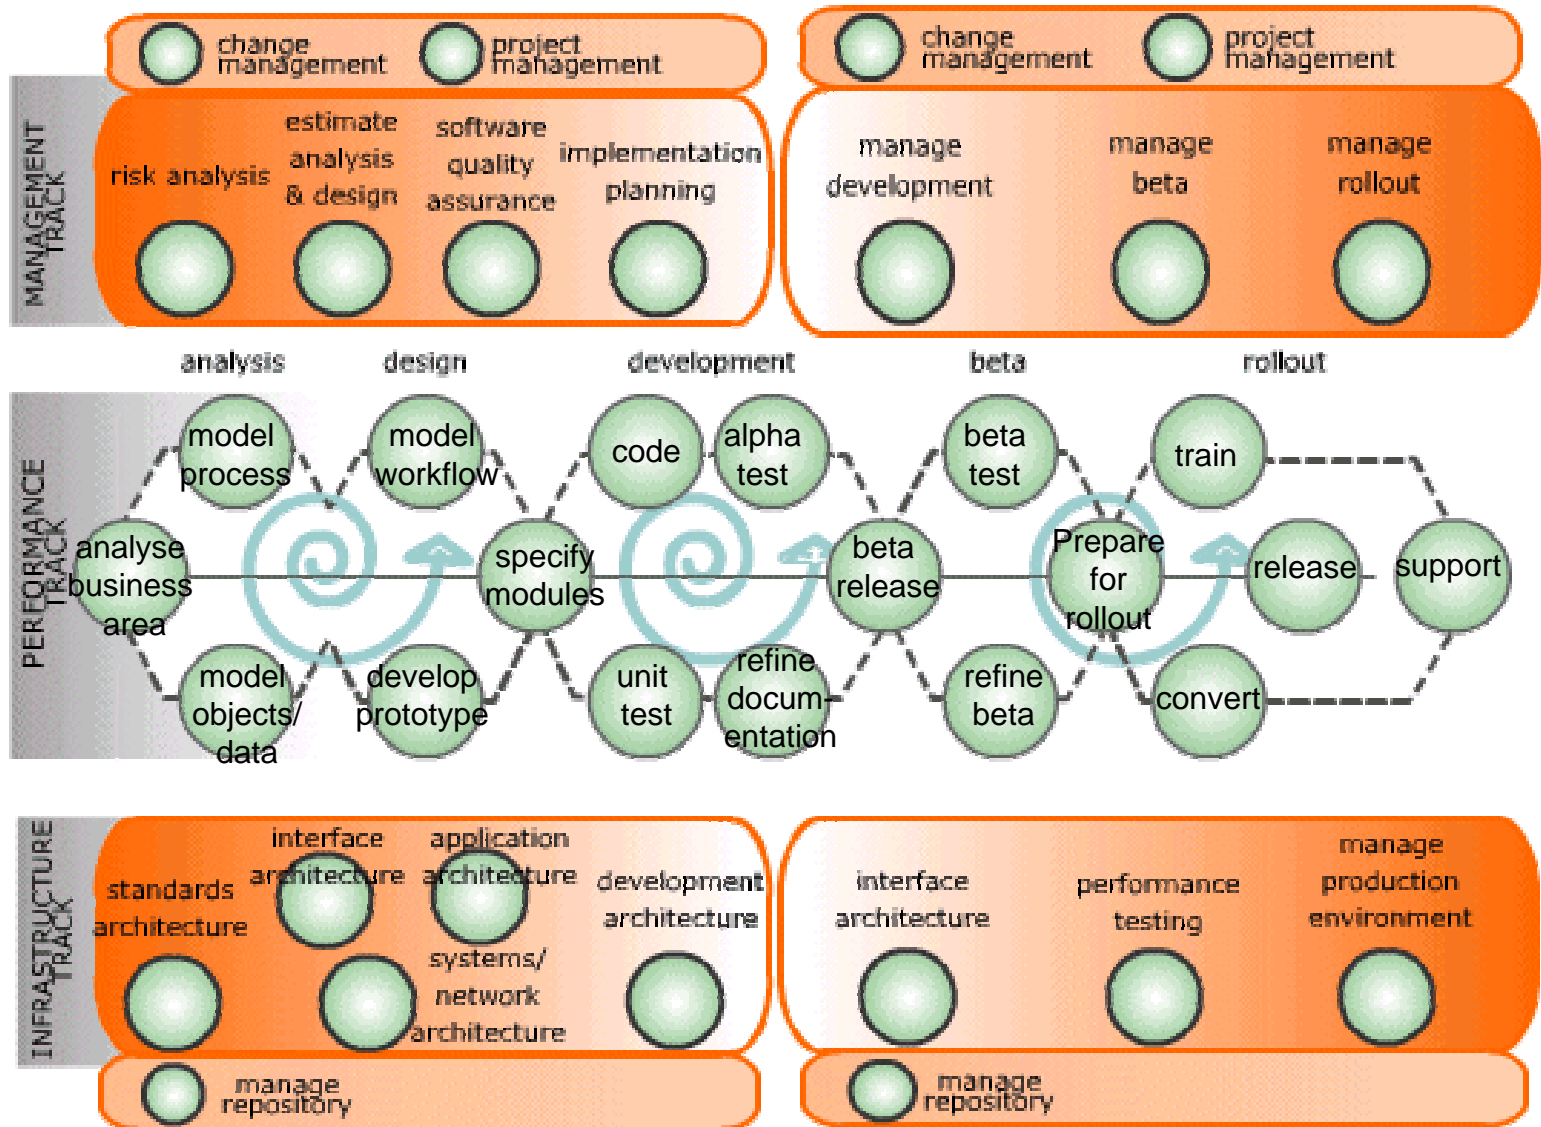 change
management
project
management
change
management
project
management
MANAGEMENT
TRACK
risk analysis
estimate
analysis
& design
software
quality
assurance
implementation
planning
manage
development
manage
beta
manage
rollout
analysis
design
development
beta
rollout
PERFORMANCE
TRACK
analyse
business
area
model
process
model
objects/
data
model
workflow
develop
prototype
specify
modules
code
alpha
test
unit
test
refine
docum-
entation
beta
release
beta
test
refine
beta
Prepare
for
rollout
train
release
convert
support
INFRASTRUCTURE
TRACK
standards
architecture
interface
architecture
application
architecture
systems/
network
architecture
development
architecture
interface
architecture
performance
testing
manage
production
environment
manage
repository
manage
repository